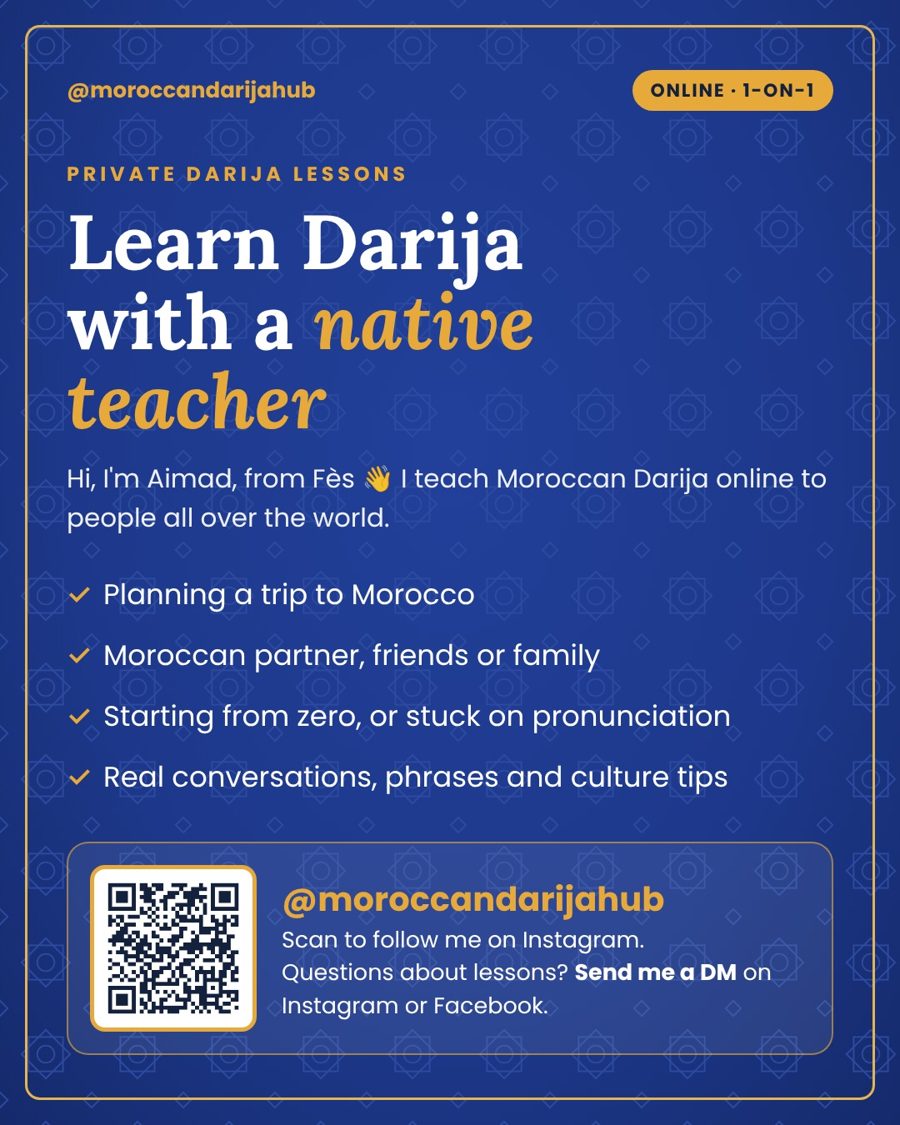 @moroccandarijahub
ONLINE · 1-ON-1
PRIVATE DARIJA LESSONS
Learn Darija
with a native
teacher
Hi, I'm Aimad, from Fès 👋 I teach Moroccan Darija online to
people all over the world.
✓ Planning a trip to Morocco
✓ Moroccan partner, friends or family
✓ Starting from zero, or stuck on pronunciation
✓ Real conversations, phrases and culture tips
@moroccandarijahub
Scan to follow me on Instagram.
Questions about lessons? Send me a DM on
Instagram or Facebook.